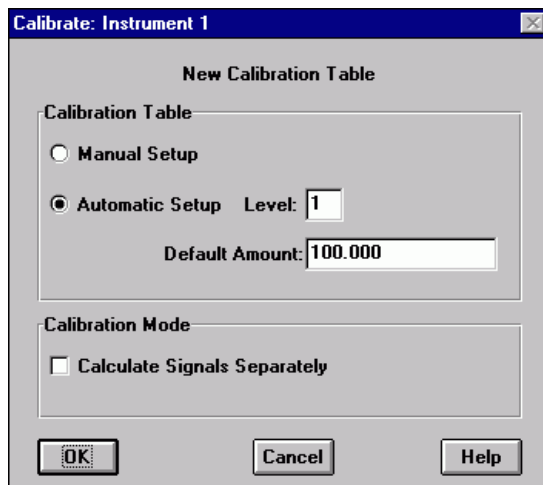 Calibrate: Instrument 1
New Calibration Table
Calibration Table
Manual Setup
Automatic Setup Level: 1
Default Amount: 100.000
Calibration Mode
Calculate Signals Separately
OK Cancel Help